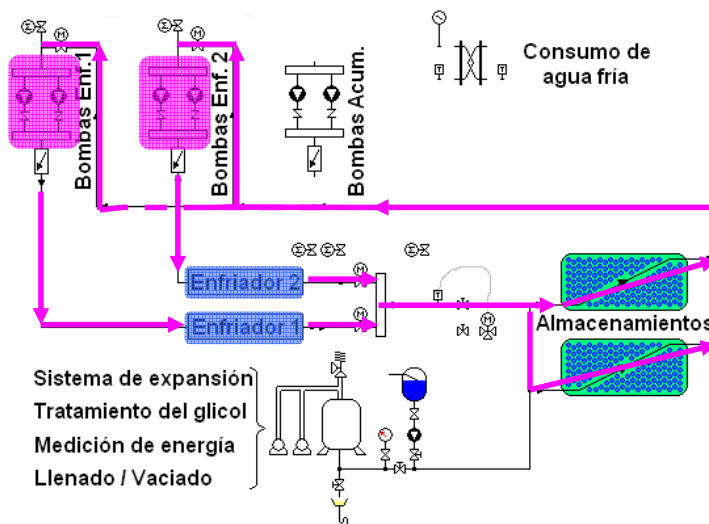 Bombas Enf.1
Bombas Enf. 2
Bombas Acum.
Consumo de
agua fría
M
M
Enfriador 2
Enfriador 1
M
M
M
T
T
T
Almacenamientos
Sistema de expansión
Tratamiento del glicol
Medición de energía
Llenado / Vaciado